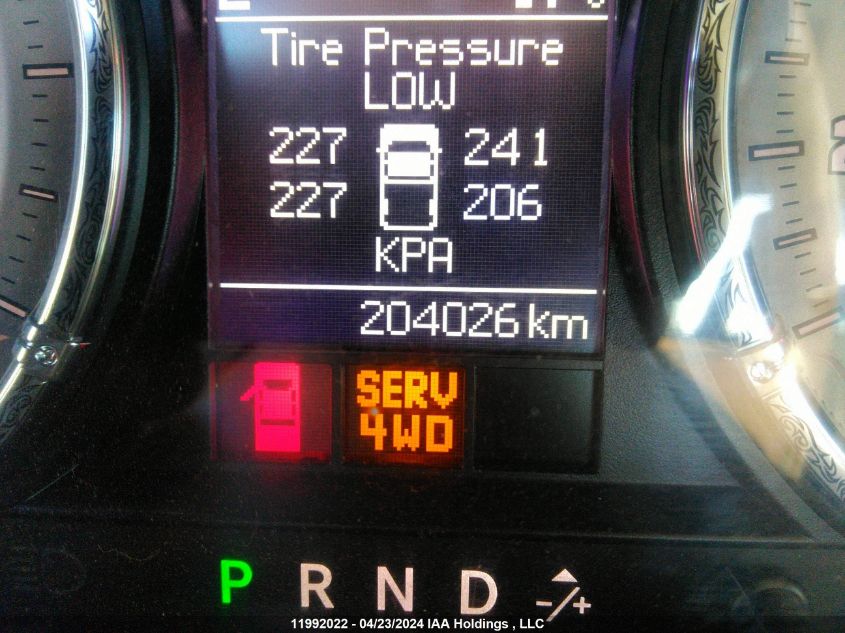 Tire Pressure
LOW
227 241
227 206
KPA
204026 km
SERV
4WD
P R N D -/+
11992022 - 04/23/2024 IAA Holdings , LLC